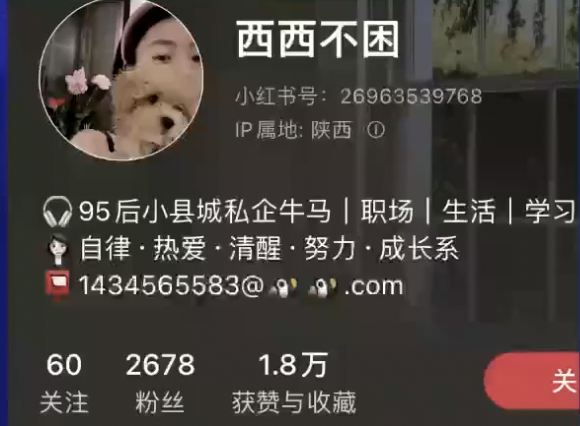 西西不困
小红书号：26963539768
IP属地: 陕西
95后小县城私企牛马｜职场｜生活｜学习
自律·热爱·清醒·努力·成长系
1434565583@🐧🐧.com
60 2678 1.8万
关注 粉丝 获赞与收藏
关